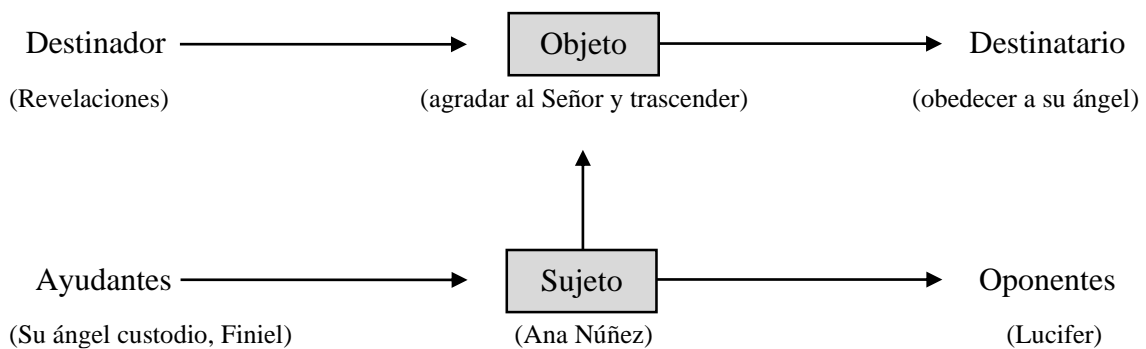 Destinador Objeto Destinatario
(Revelaciones) (agradar al Señor y trascender) (obedecer a su ángel)
Ayudantes Sujeto Oponentes
(Su ángel custodio, Finiel) (Ana Núñez) (Lucifer)